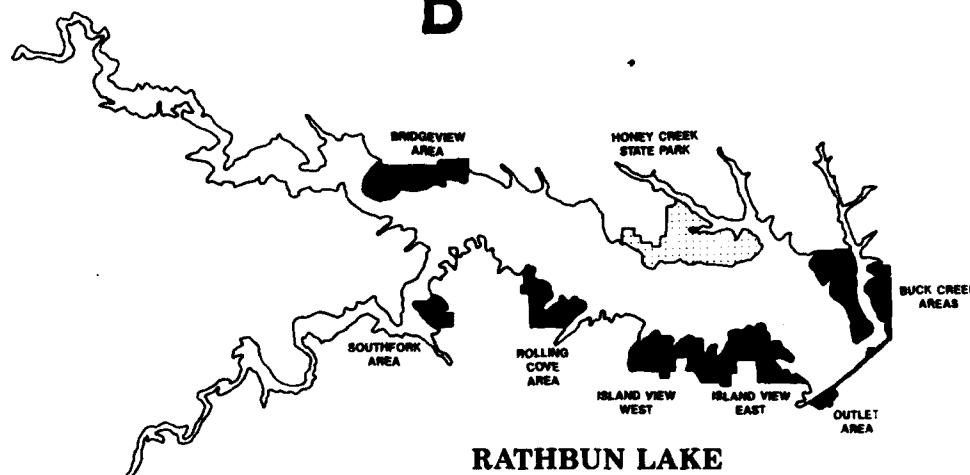 D
BRIDGEVIEW
AREA
HONEY CREEK
STATE PARK
BUCK CREEK
AREAS
SOUTHFORK
AREA
ROLLING
COVE
AREA
ISLAND VIEW
WEST
ISLAND VIEW
EAST
OUTLET
AREA
RATHBUN LAKE